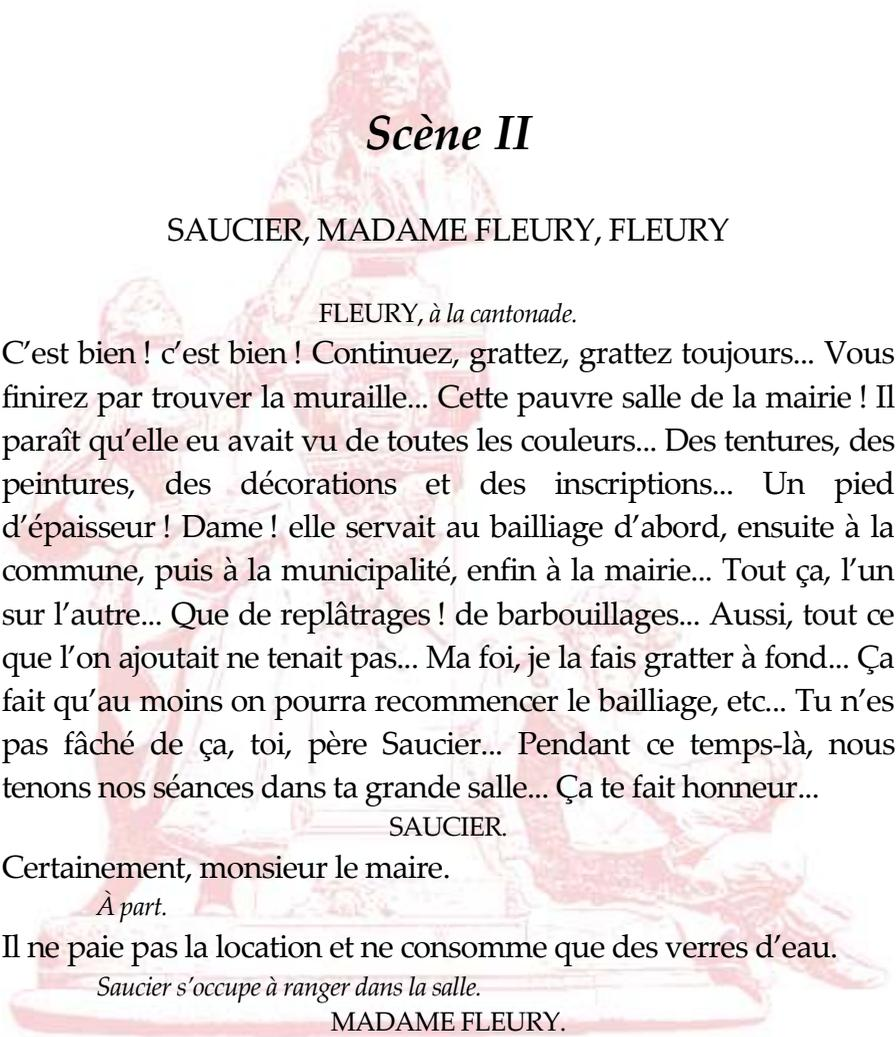 Scène II
SAUCIER, MADAME FLEURY, FLEURY
FLEURY, à la cantonade.
C’est bien ! c’est bien ! Continuez, grattez, grattez toujours... Vous
finirez par trouver la muraille... Cette pauvre salle de la mairie ! Il
paraît qu’elle eu avait vu de toutes les couleurs... Des tentures, des
peintures, des décorations et des inscriptions... Un pied
d’épaisseur ! Dame ! elle servait au bailliage d’abord, ensuite à la
commune, puis à la municipalité, enfin à la mairie... Tout ça, l’un
sur l’autre... Que de replâtrages ! de barbouillages... Aussi, tout ce
que l’on ajoutait ne tenait pas... Ma foi, je la fais gratter à fond... Ça
fait qu’au moins on pourra recommencer le bailliage, etc... Tu n’es
pas fâché de ça, toi, père Saucier... Pendant ce temps-là, nous
tenons nos séances dans ta grande salle... Ça te fait honneur...
SAUCIER.
Certainement, monsieur le maire.
À part.
Il ne paie pas la location et ne consomme que des verres d’eau.
Saucier s’occupe à ranger dans la salle.
MADAME FLEURY.